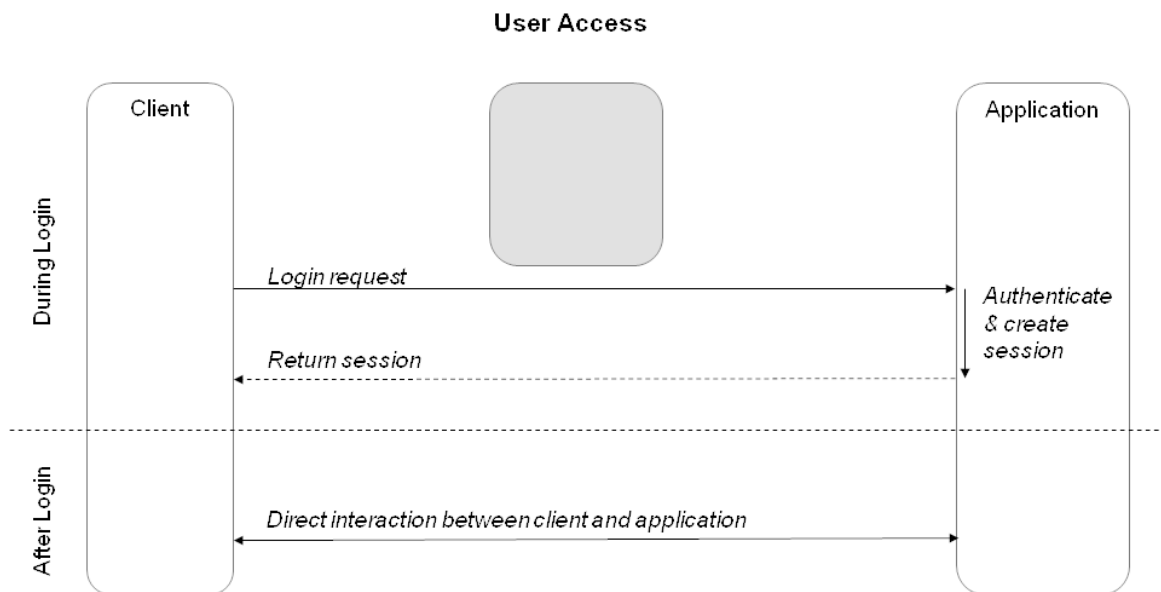 User Access
Client
Application
During Login
Login request
Authenticate
& create
session
Return session
After Login
Direct interaction between client and application